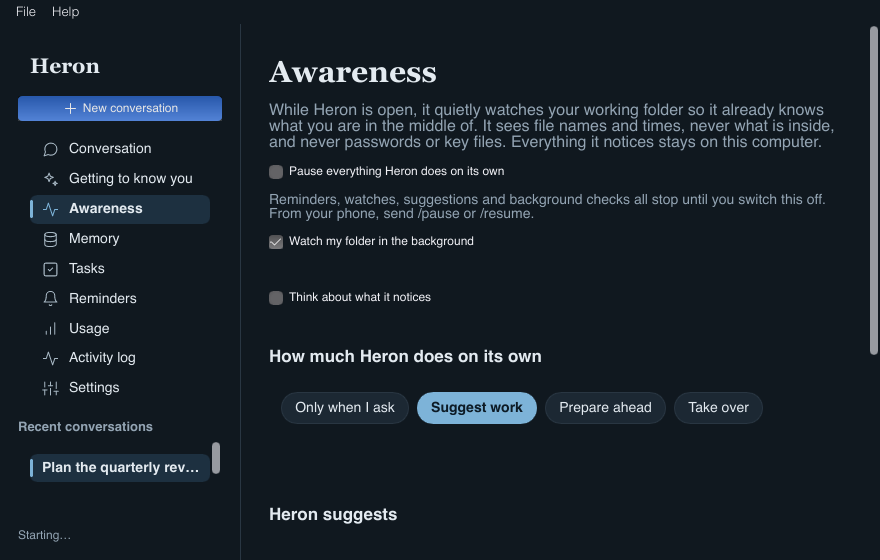 File Help
Heron
New conversation
Conversation
Getting to know you
Awareness
Memory
Tasks
Reminders
Usage
Activity log
Settings
Recent conversations
Plan the quarterly rev…
Starting…
Awareness
While Heron is open, it quietly watches your working folder so it already knows
what you are in the middle of. It sees file names and times, never what is inside,
and never passwords or key files. Everything it notices stays on this computer.
Pause everything Heron does on its own
Reminders, watches, suggestions and background checks all stop until you switch this off.
From your phone, send /pause or /resume.
Watch my folder in the background
Think about what it notices
How much Heron does on its own
Only when I ask
Suggest work
Prepare ahead
Take over
Heron suggests